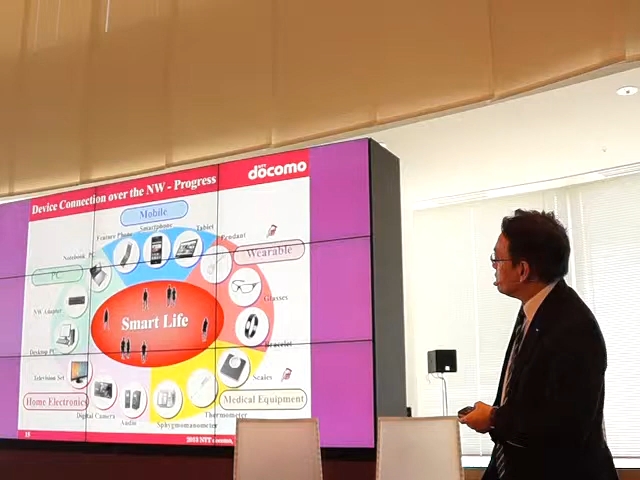 NTT
docomo
Device Connection over the NW - Progress
Mobile
Smartphone
Feature Phone
Tablet
Pendant
Notebook PC
Wearable
PC
NW Adapter
Glasses
Smart Life
Desktop PC
Bracelet
Television Set
Scales
Home Electronics
Medical Equipment
Digital Camera
Thermometer
Audio
Sphygmomanometer
15